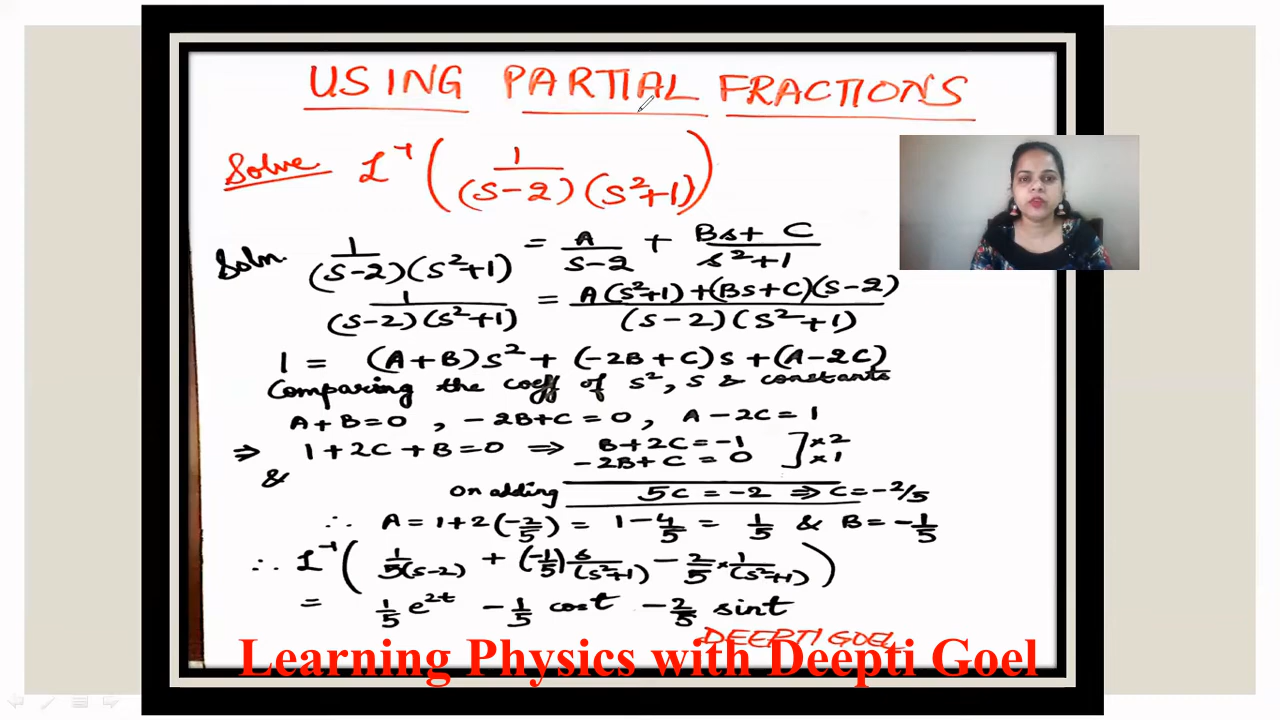 USING PARTIAL FRACTIONS
Solve L⁻¹ ( 1 / (s-2)(s²+1) )
Soln. 1 / (s-2)(s²+1) = A / s-2 + Bs+C / s²+1
1 / (s-2)(s²+1) = A(s²+1)+(Bs+C)(s-2) / (s-2)(s²+1)
1 = (A+B)s² + (-2B+C)s + (A-2C)
Comparing the coeff of s², s & constants
A+B=0 , -2B+C=0, A-2C=1
⇒ 1+2C+B=0 ⇒ B+2C=-1 ] ×2
& -2B+C=0 ] ×1
on adding 5C=-2 ⇒ C=-2/5
∴ A=1+2(-2/5) = 1-4/5 = 1/5 & B=-1/5
∴ L⁻¹ ( 1/5(s-2) + (-1/5) s/(s²+1) - 2/5 × 1/(s²+1) )
= 1/5 e^2t - 1/5 cost - 2/5 sint
DEEPTI GOEL
Learning Physics with Deepti Goel